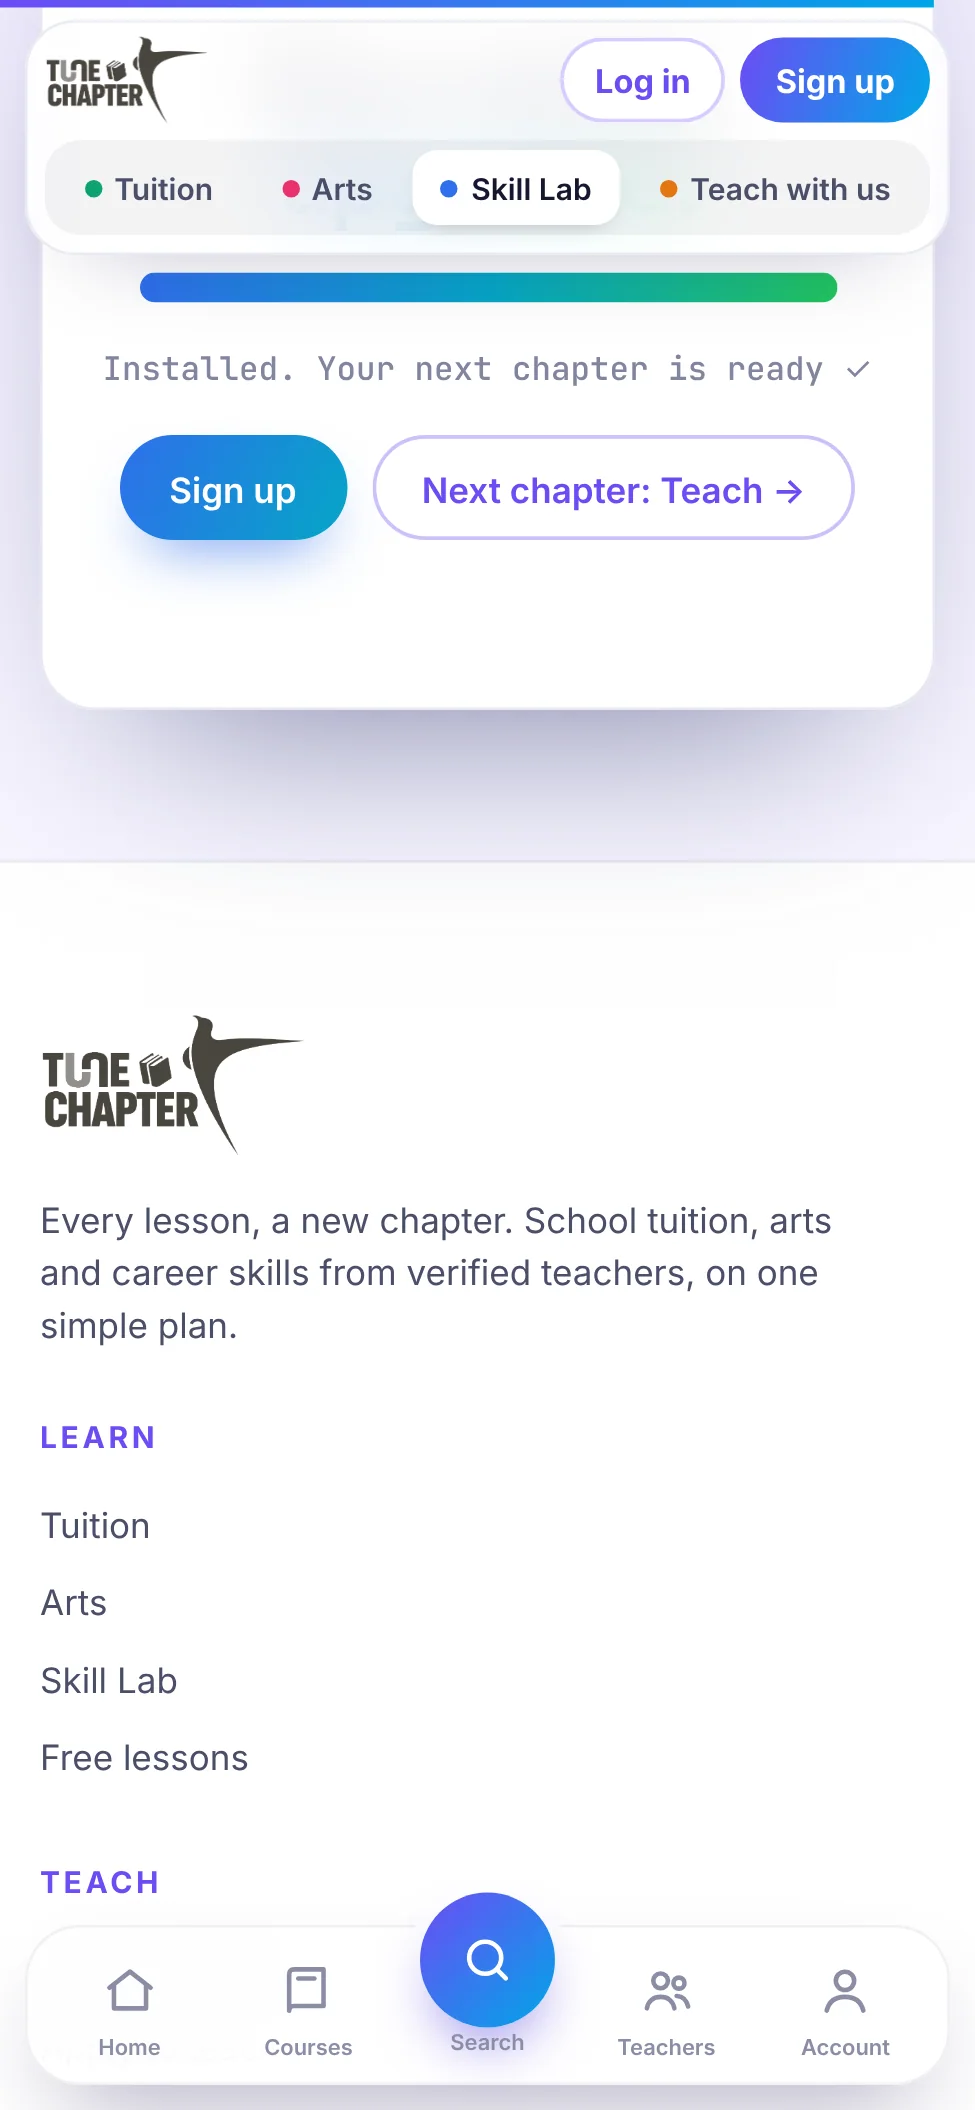 TUNE
CHAPTER
Log in
Sign up
Tuition
Arts
Skill Lab
Teach with us
Installed. Your next chapter is ready ✓
Sign up
Next chapter: Teach →
TUNE
CHAPTER
Every lesson, a new chapter. School tuition, arts
and career skills from verified teachers, on one
simple plan.
LEARN
Tuition
Arts
Skill Lab
Free lessons
TEACH
Home
Courses
Search
Teachers
Account